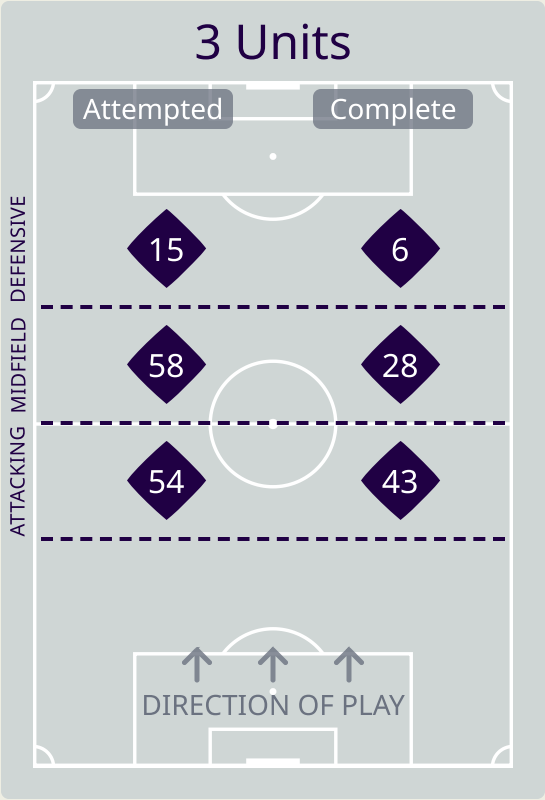 3 Units
Attempted Complete
DEFENSIVE
15 6
MIDFIELD
58 28
ATTACKING
54 43
DIRECTION OF PLAY